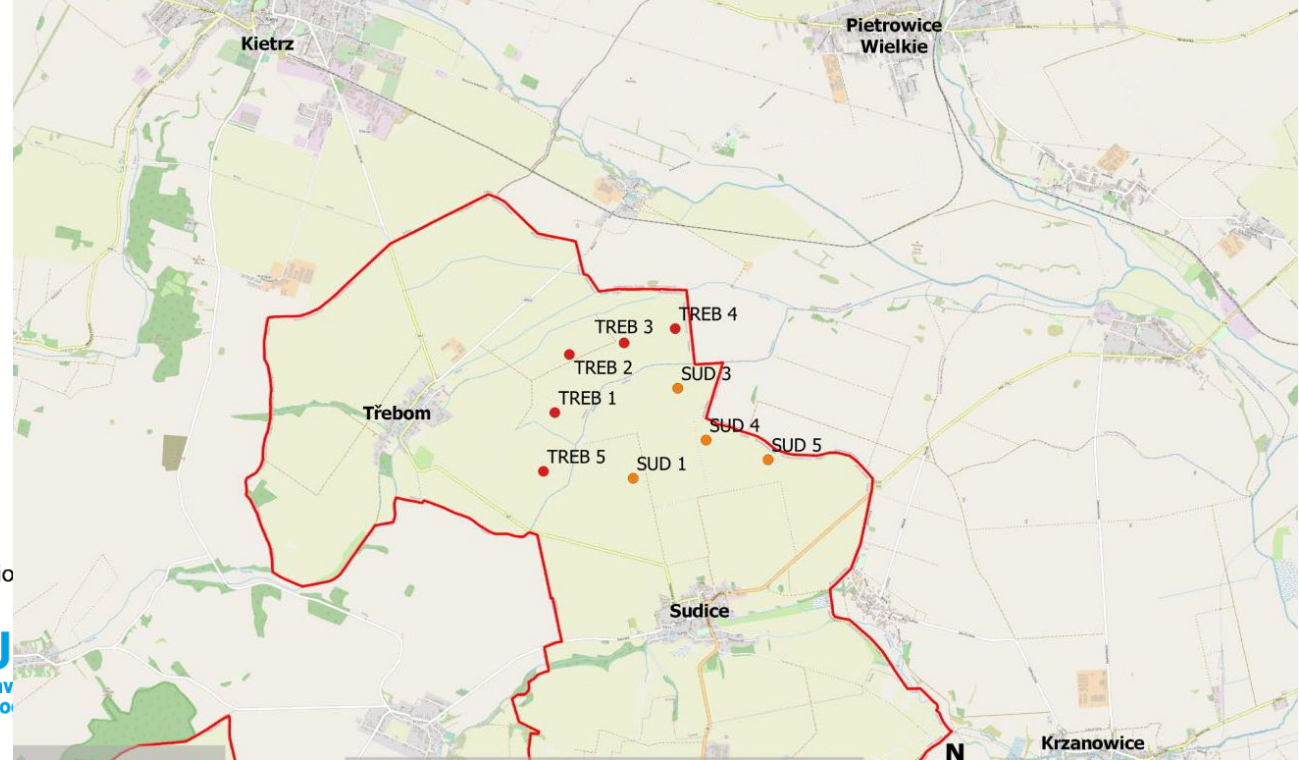 Kietrz
Pietrowice
Wielkie
TREB 4
TREB 3
TREB 2
SUD 3
TREB 1
Třebom
SUD 4
SUD 5
TREB 5
SUD 1
Sudice
Krzanowice
N